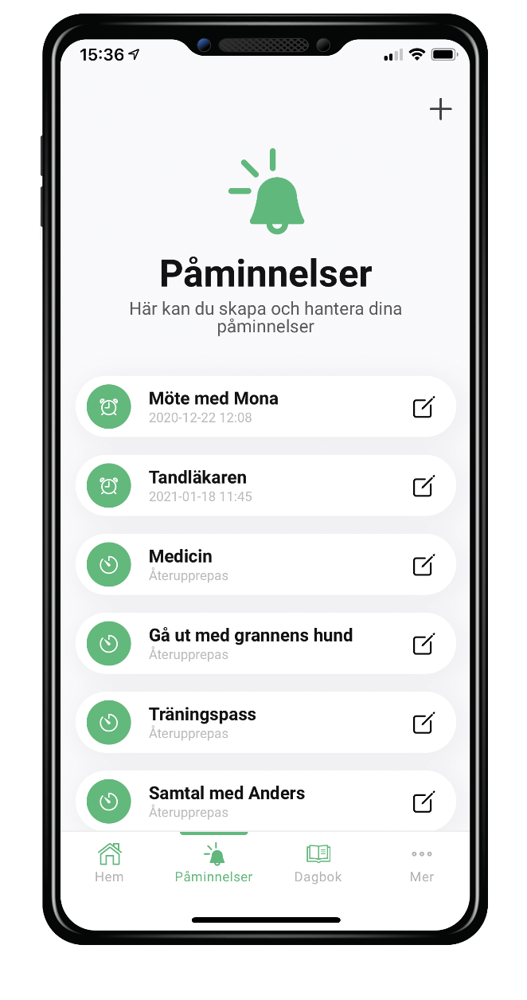 15:36
Påminnelser
Här kan du skapa och hantera dina
påminnelser
Möte med Mona
2020-12-22 12:08
Tandläkaren
2021-01-18 11:45
Medicin
Återupprepas
Gå ut med grannens hund
Återupprepas
Träningspass
Återupprepas
Samtal med Anders
Återupprepas
Hem
Påminnelser
Dagbok
Mer